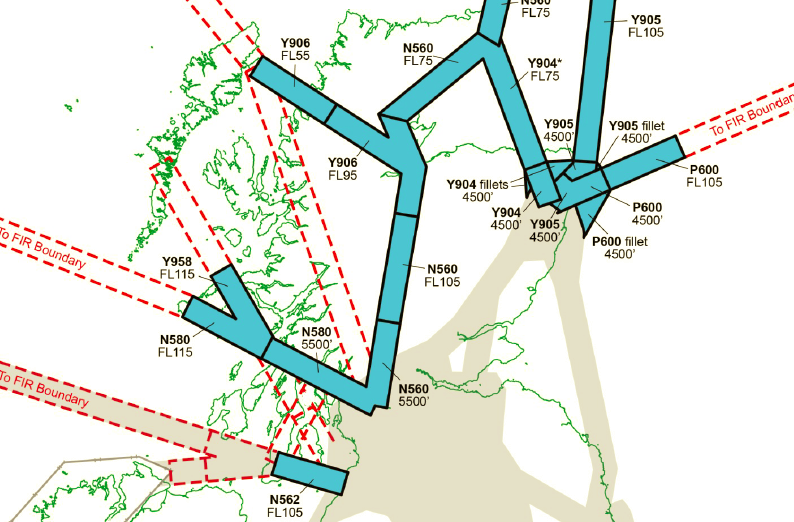 N560
FL75
Y906
FL55
N560
FL75
Y905
FL105
Y904*
FL75
To FIR Boundar
Y905
4500'
Y905 fillet
4500'
Y906
FL95
P600
FL105
Y904 fillets
4500'
Y904
4500'
Y905
4500'
P600
4500'
P600 fillet
4500'
To FIR Boundary
Y958
FL115
N560
FL105
N580
FL115
N580
5500'
N560
5500'
To FIR Boundary
N562
FL105